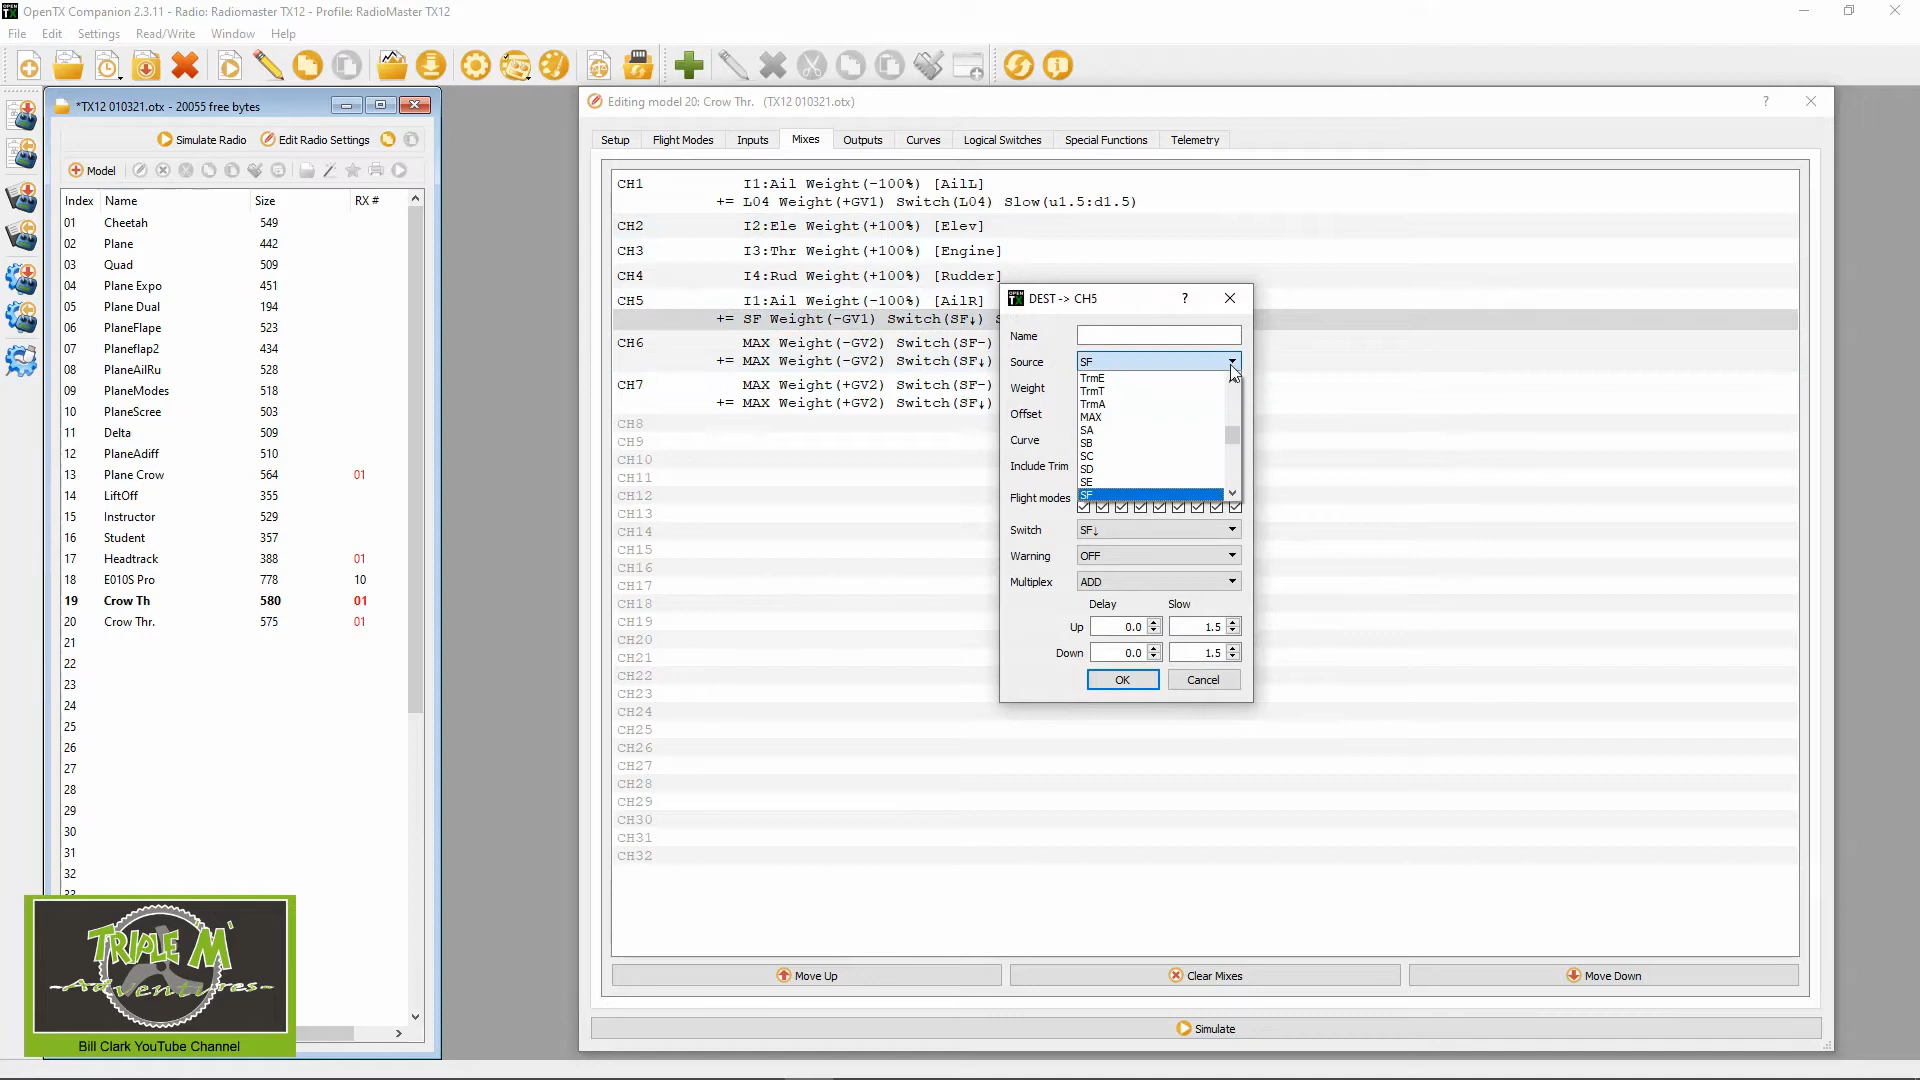 OpenTX Companion 2.3.11 - Radio: Radiomaster TX12 - Profile: RadioMaster TX12
File Edit Settings Read/Write Window Help
*TX12 010321.otx - 20055 free bytes
Simulate Radio Edit Radio Settings
Model
Index Name Size RX #
01 Cheetah 549
02 Plane 442
03 Quad 509
04 Plane Expo 451
05 Plane Dual 194
06 PlaneFlape 523
07 Planeflap2 434
08 PlaneAilRu 528
09 PlaneModes 518
10 PlaneScree 503
11 Delta 509
12 PlaneAdiff 510
13 Plane Crow 564 01
14 LiftOff 355
15 Instructor 529
16 Student 357
17 Headtrack 388 01
18 E010S Pro 778 10
19 Crow Th 580 01
20 Crow Thr. 575 01
21
22
23
24
25
26
27
28
29
30
31
32
33
TRIPLE M
-Adventures-
Bill Clark YouTube Channel
Editing model 20: Crow Thr. (TX12 010321.otx)
Setup Flight Modes Inputs Mixes Outputs Curves Logical Switches Special Functions Telemetry
CH1 I1:Ail Weight(-100%) [AilL]
+= L04 Weight(+GV1) Switch(L04) Slow(u1.5:d1.5)
CH2 I2:Ele Weight(+100%) [Elev]
CH3 I3:Thr Weight(+100%) [Engine]
CH4 I4:Rud Weight(+100%) [Rudder]
CH5 I1:Ail Weight(-100%) [AilR]
+= SF Weight(-GV1) Switch(SF↓) S
CH6 MAX Weight(-GV2) Switch(SF-)
+= MAX Weight(-GV2) Switch(SF↓)
CH7 MAX Weight(+GV2) Switch(SF-)
+= MAX Weight(+GV2) Switch(SF↓)
CH8
CH9
CH10
CH11
CH12
CH13
CH14
CH15
CH16
CH17
CH18
CH19
CH20
CH21
CH22
CH23
CH24
CH25
CH26
CH27
CH28
CH29
CH30
CH31
CH32
DEST -> CH5
Name
Source SF
TrmE
TrmT
TrmA
MAX
SA
SB
SC
SD
SE
SF
Weight
Offset
Curve
Include Trim
Flight modes
Switch SF↓
Warning OFF
Multiplex ADD
Delay Slow
Up 0.0 1.5
Down 0.0 1.5
OK Cancel
Move Up Clear Mixes Move Down
Simulate